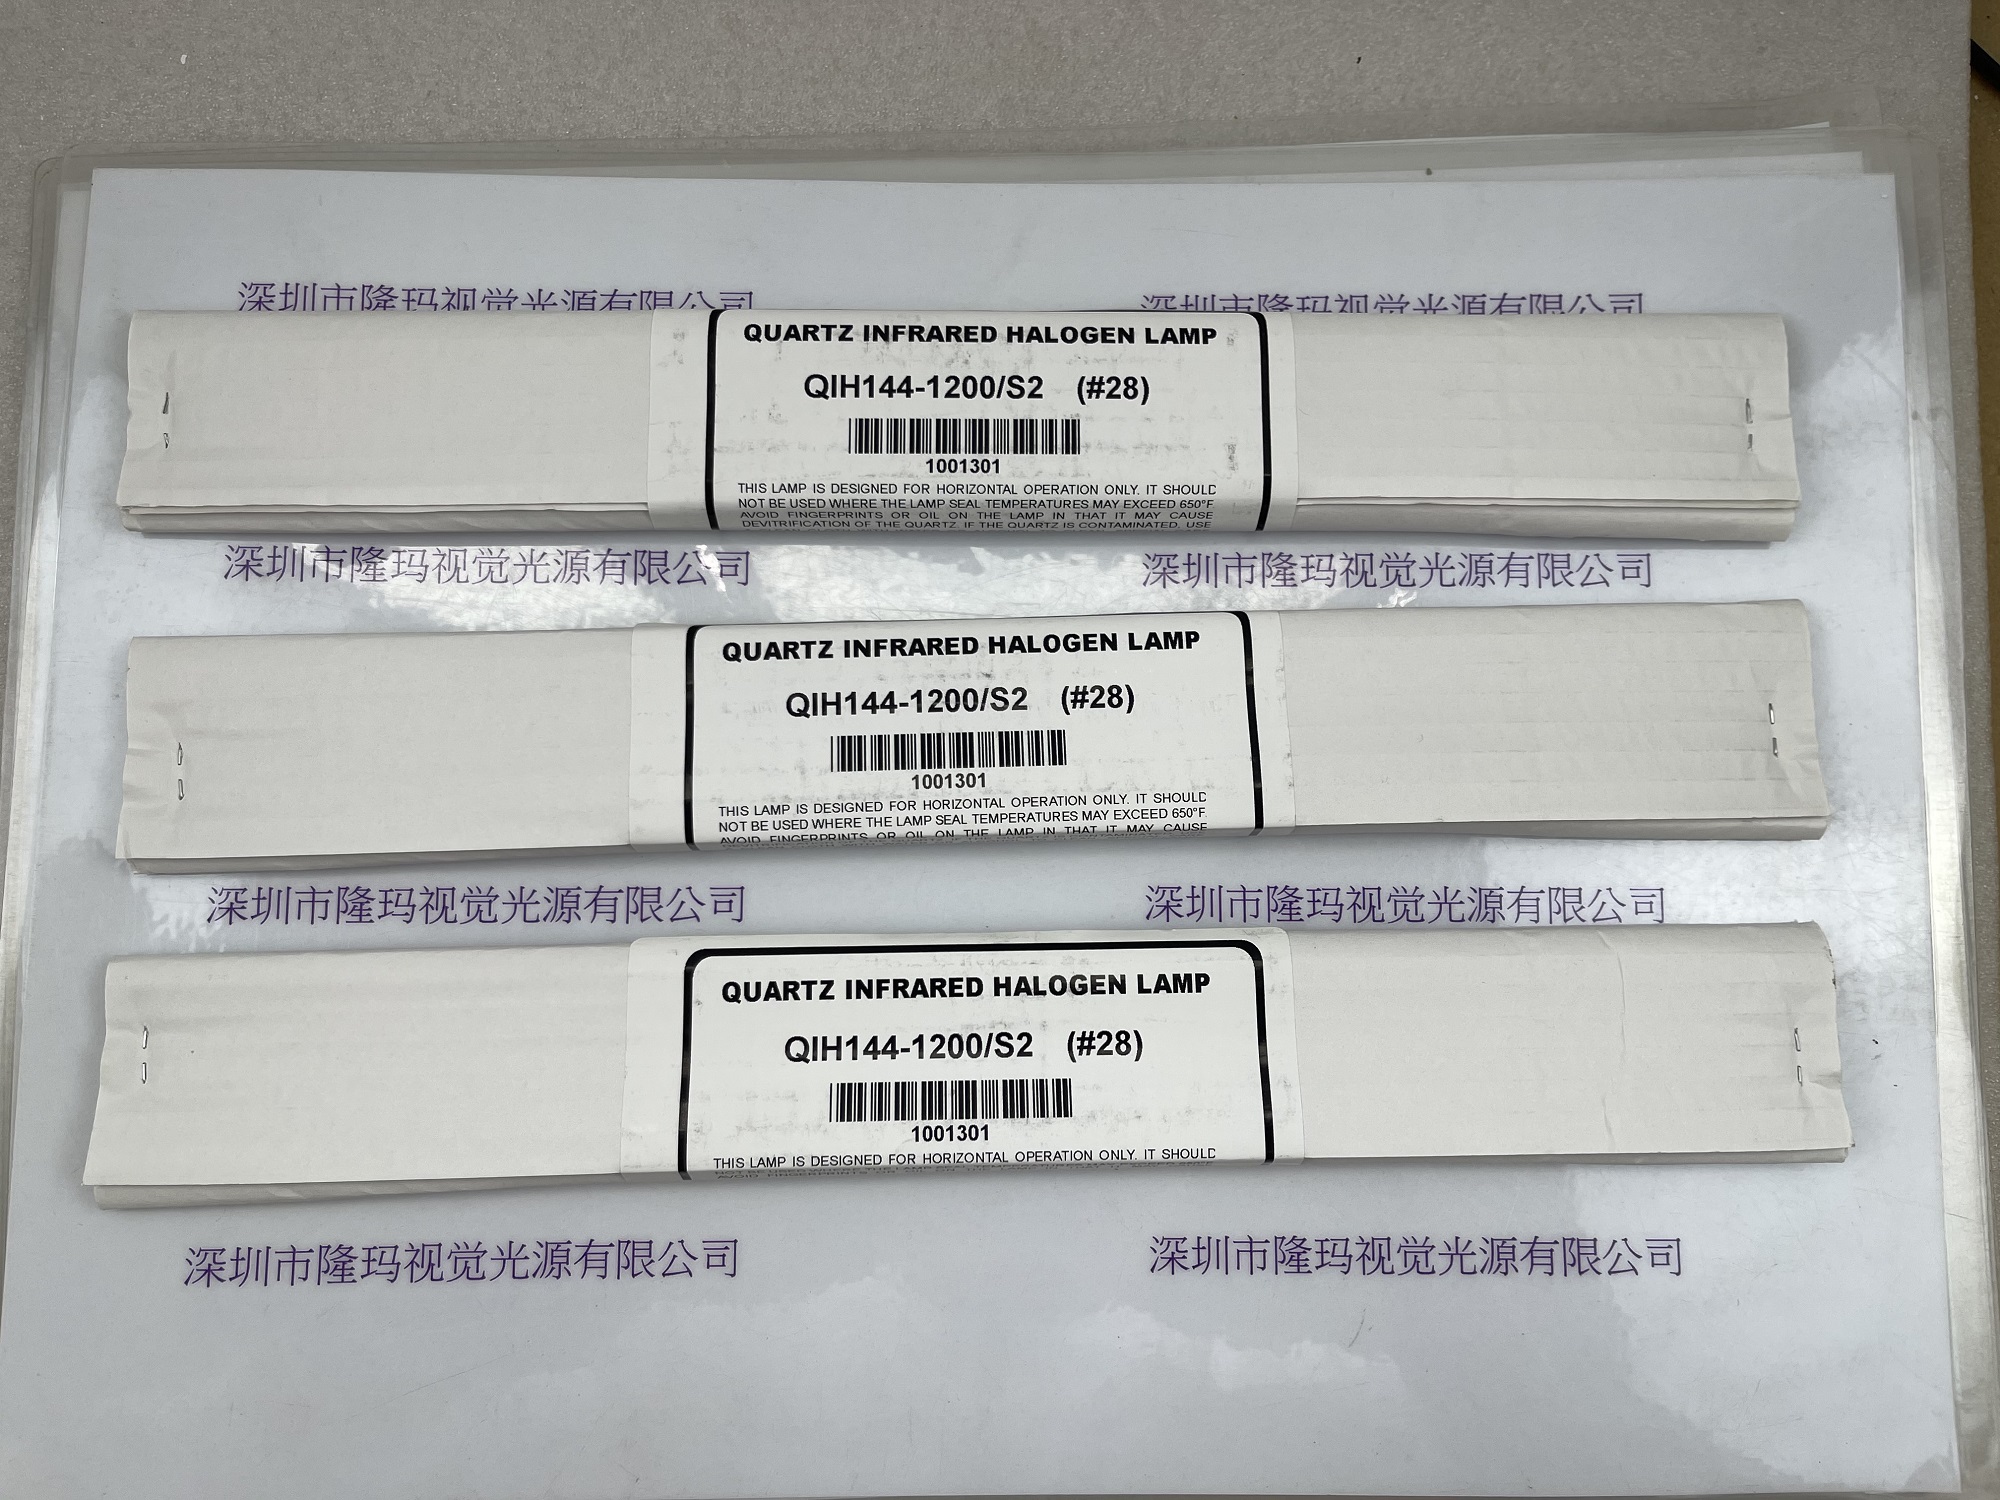 深圳市隆玛视觉光源有限公司
深圳市隆玛视觉光源有限公司
QUARTZ INFRARED HALOGEN LAMP
QIH144-1200/S2 (#28)
1001301
THIS LAMP IS DESIGNED FOR HORIZONTAL OPERATION ONLY. IT SHOULD
NOT BE USED WHERE THE LAMP SEAL TEMPERATURES MAY EXCEED 650°F
AVOID FINGERPRINTS OR OIL ON THE LAMP IN THAT IT MAY CAUSE
DEVITRIFICATION OF THE QUARTZ. IF THE QUARTZ IS CONTAMINATED, USE
深圳市隆玛视觉光源有限公司
深圳市隆玛视觉光源有限公司
QUARTZ INFRARED HALOGEN LAMP
QIH144-1200/S2 (#28)
1001301
THIS LAMP IS DESIGNED FOR HORIZONTAL OPERATION ONLY. IT SHOULD
NOT BE USED WHERE THE LAMP SEAL TEMPERATURES MAY EXCEED 650°F
AVOID FINGERPRINTS OR OIL ON THE LAMP IN THAT IT MAY CAUSE
深圳市隆玛视觉光源有限公司
深圳市隆玛视觉光源有限公司
QUARTZ INFRARED HALOGEN LAMP
QIH144-1200/S2 (#28)
1001301
THIS LAMP IS DESIGNED FOR HORIZONTAL OPERATION ONLY. IT SHOULD
深圳市隆玛视觉光源有限公司
深圳市隆玛视觉光源有限公司